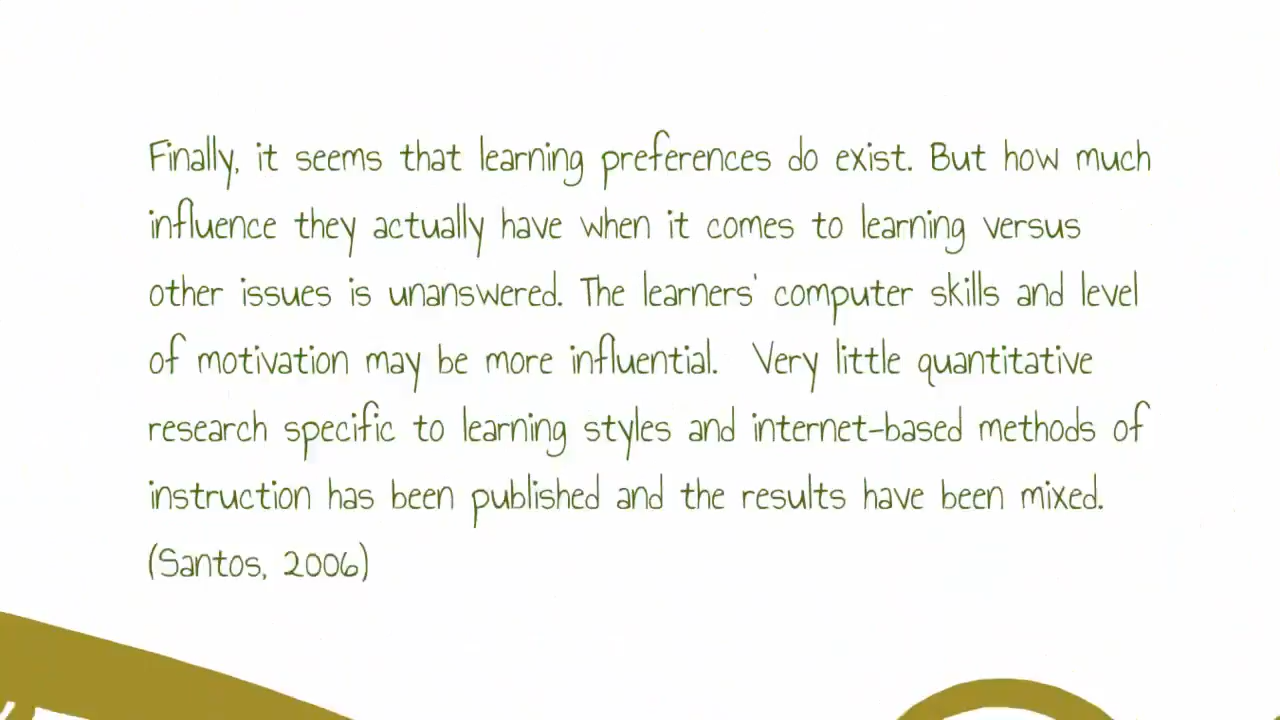 Finally, it seems that learning preferences do exist. But how much
influence they actually have when it comes to learning versus
other issues is unanswered. The learners' computer skills and level
of motivation may be more influential.  Very little quantitative
research specific to learning styles and internet-based methods of
instruction has been published and the results have been mixed.
(Santos, 2006)